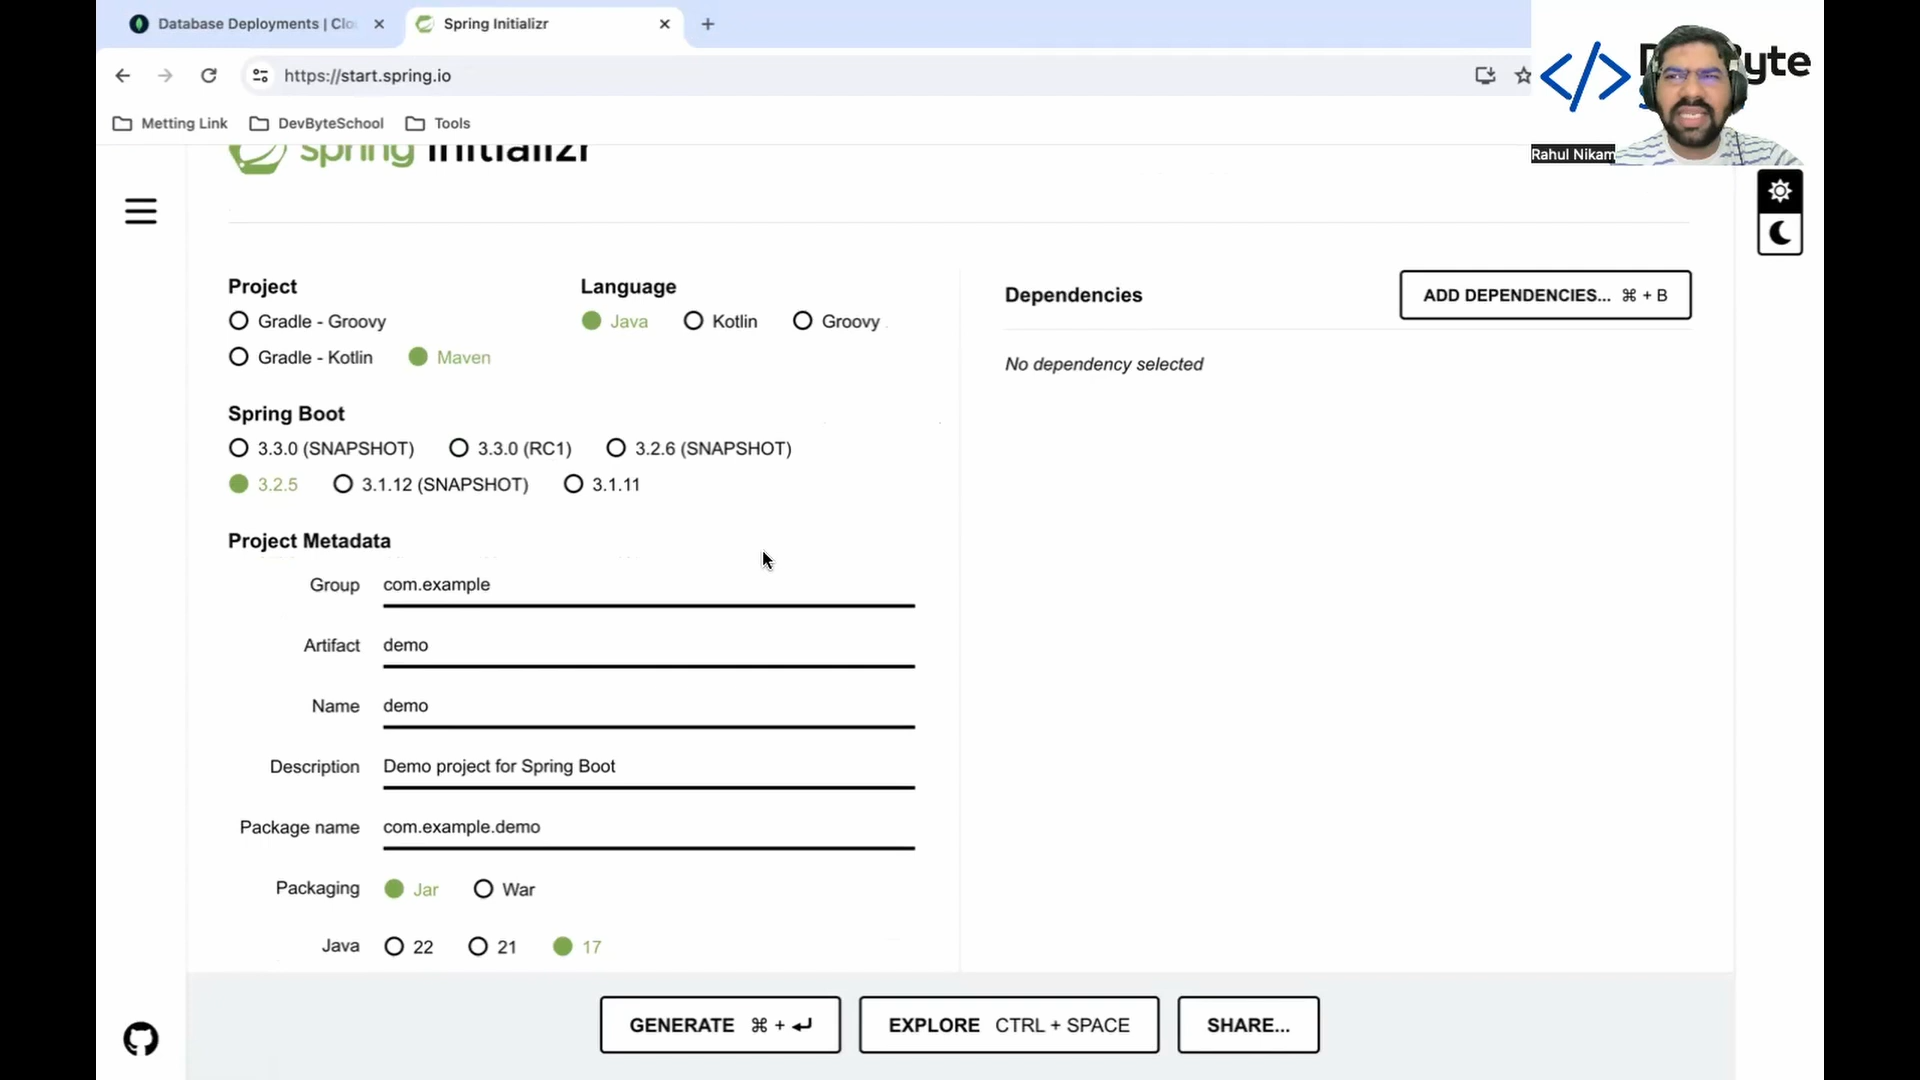 Database Deployments | Clo
Spring Initializr
https://start.spring.io
Metting Link
DevByteSchool
Tools
yte
Rahul Nikam
spring initializr
Project
Language
Gradle - Groovy
Java
Kotlin
Groovy
Gradle - Kotlin
Maven
Dependencies
ADD DEPENDENCIES... ⌘ + B
No dependency selected
Spring Boot
3.3.0 (SNAPSHOT)
3.3.0 (RC1)
3.2.6 (SNAPSHOT)
3.2.5
3.1.12 (SNAPSHOT)
3.1.11
Project Metadata
Group com.example
Artifact demo
Name demo
Description Demo project for Spring Boot
Package name com.example.demo
Packaging Jar War
Java 22 21 17
GENERATE ⌘ + ↵
EXPLORE CTRL + SPACE
SHARE...